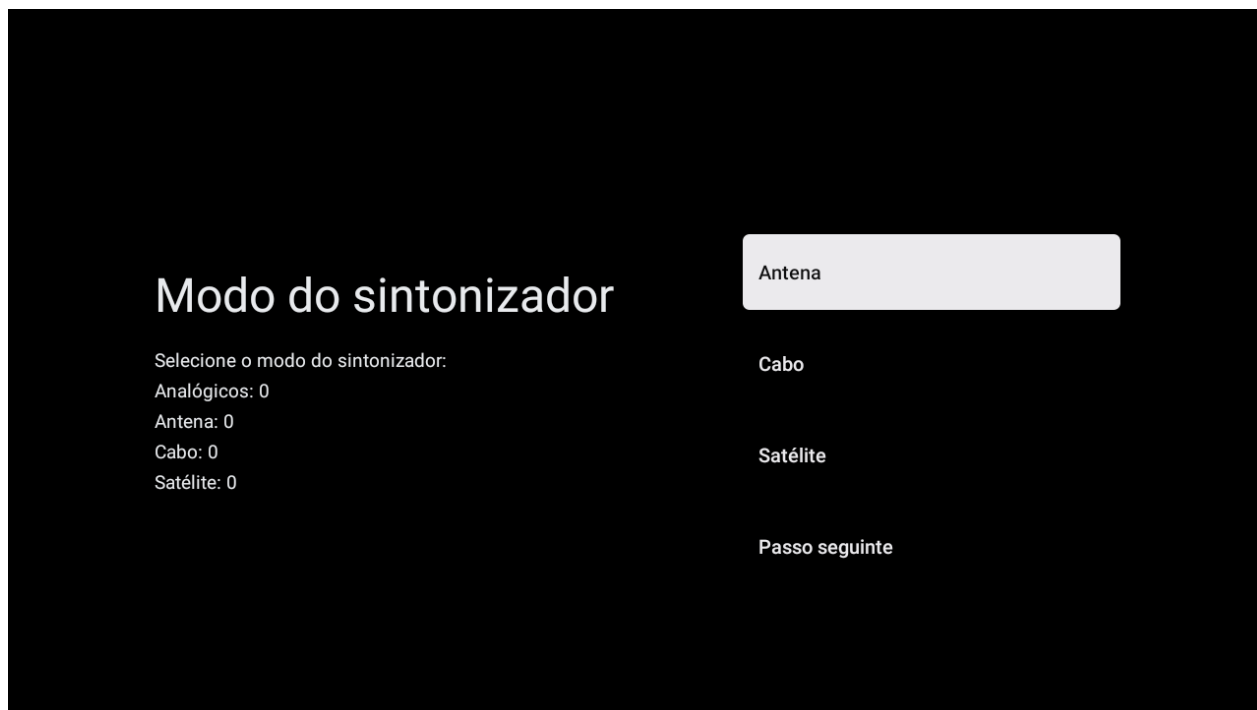 Modo do sintonizador
Selecione o modo do sintonizador:
Analógicos: 0
Antena: 0
Cabo: 0
Satélite: 0
Antena
Cabo
Satélite
Passo seguinte